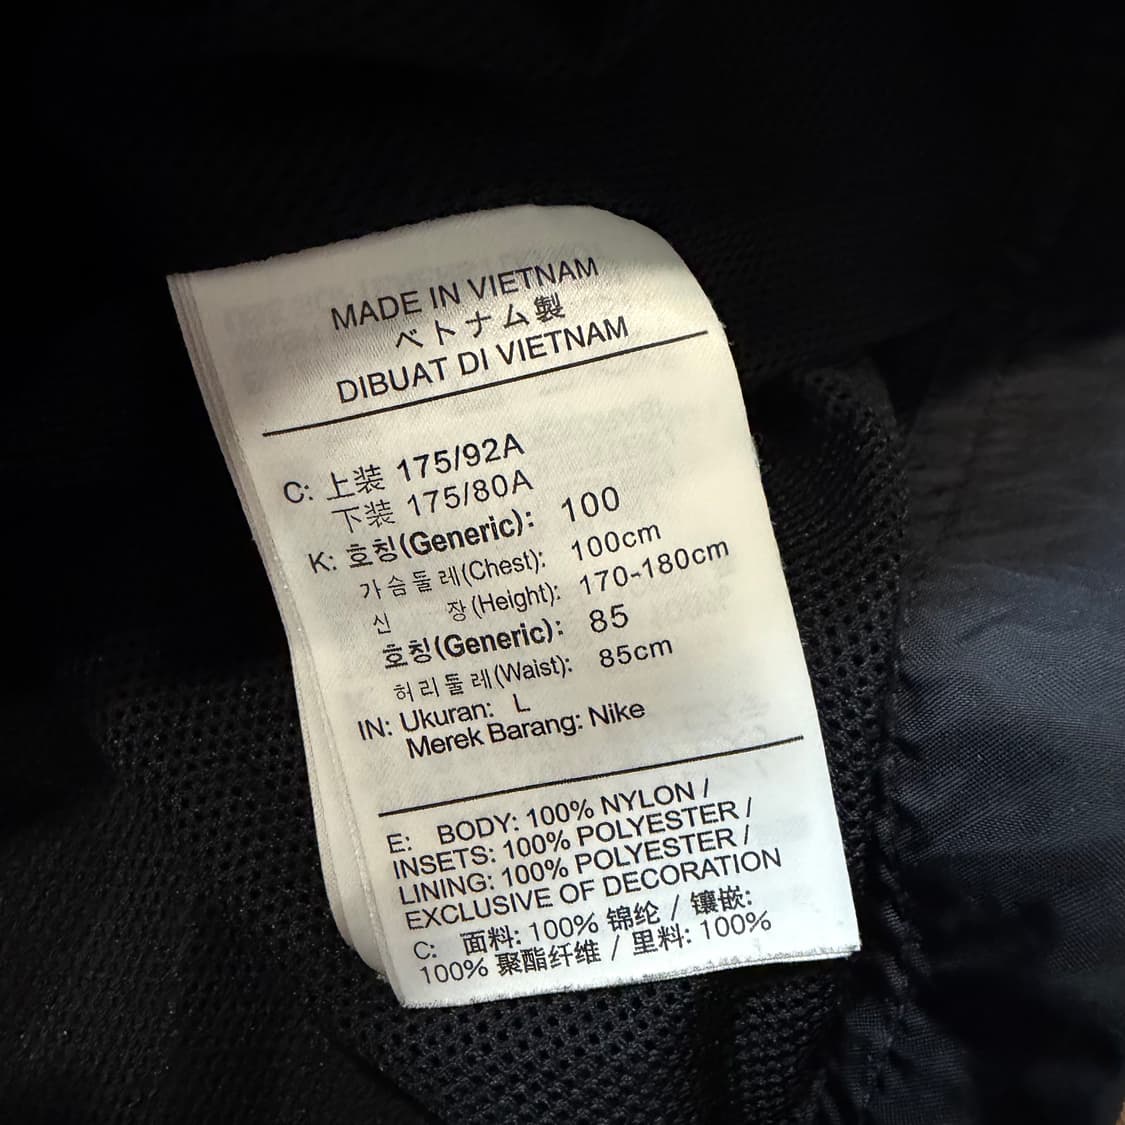 MADE IN VIETNAM
ベトナム製
DIBUAT DI VIETNAM
C: 上装 175/92A
下装 175/80A
K: 호칭(Generic): 100
가슴둘레(Chest): 100cm
신 장(Height): 170-180cm
호칭(Generic): 85
허리둘레(Waist): 85cm
IN: Ukuran: L
Merek Barang: Nike
E: BODY: 100% NYLON /
INSETS: 100% POLYESTER /
LINING: 100% POLYESTER /
EXCLUSIVE OF DECORATION
C: 面料: 100% 锦纶 / 镶嵌:
100% 聚酯纤维 / 里料: 100%